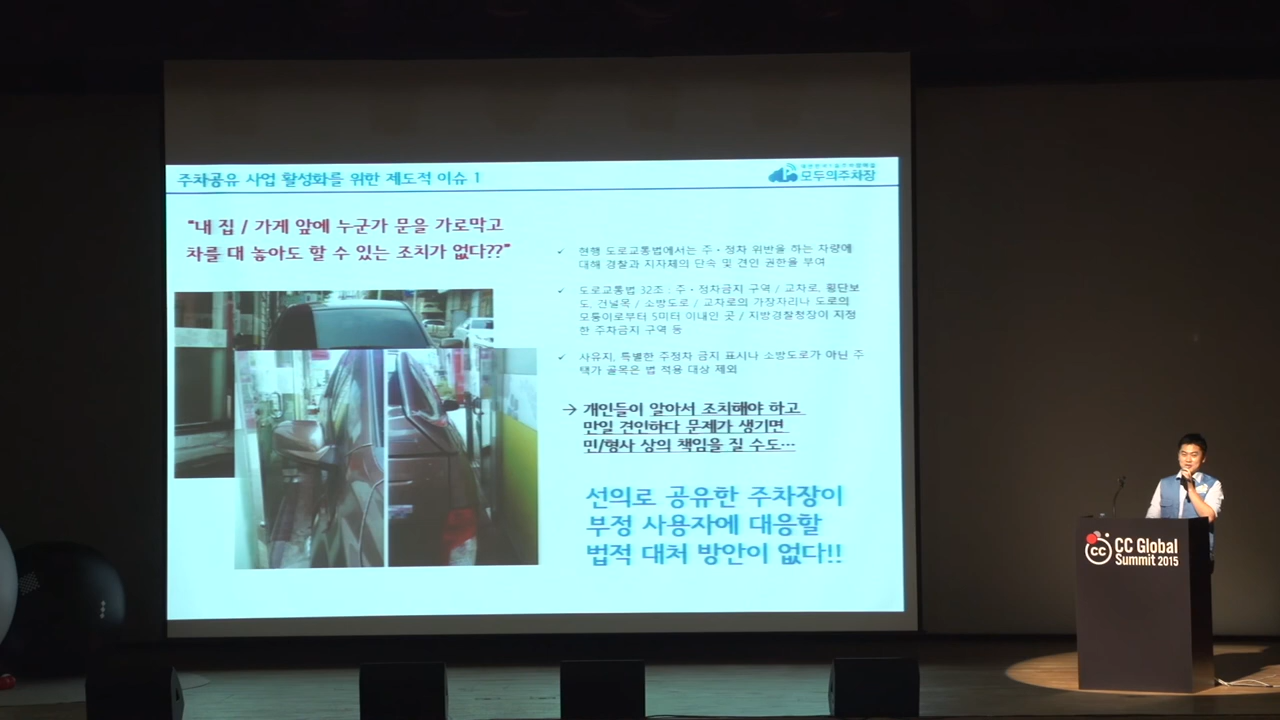 주차공유 사업 활성화를 위한 제도적 이슈 1
모두의주차장
"내 집 / 가게 앞에 누군가 문을 가로막고
차를 대 놓아도 할 수 있는 조치가 없다??"
✓ 현행 도로교통법에서는 주·정차 위반을 하는 차량에
대해 경찰과 지자체의 단속 및 견인 권한을 부여
✓ 도로교통법 32조 : 주·정차금지 구역 / 교차로, 횡단보
도, 건널목 / 소방도로 / 교차로의 가장자리나 도로의
모퉁이로부터 5미터 이내인 곳 / 지방경찰청장이 지정
한 주차금지 구역 등
✓ 사유지, 특별한 주정차 금지 표시나 소방도로가 아닌 주
택가 골목은 법 적용 대상 제외
→ 개인들이 알아서 조치해야 하고
만일 견인하다 문제가 생기면
민/형사 상의 책임을 질 수도…
선의로 공유한 주차장이
부정 사용자에 대응할
법적 대처 방안이 없다!!
CC
CC Global
Summit 2015